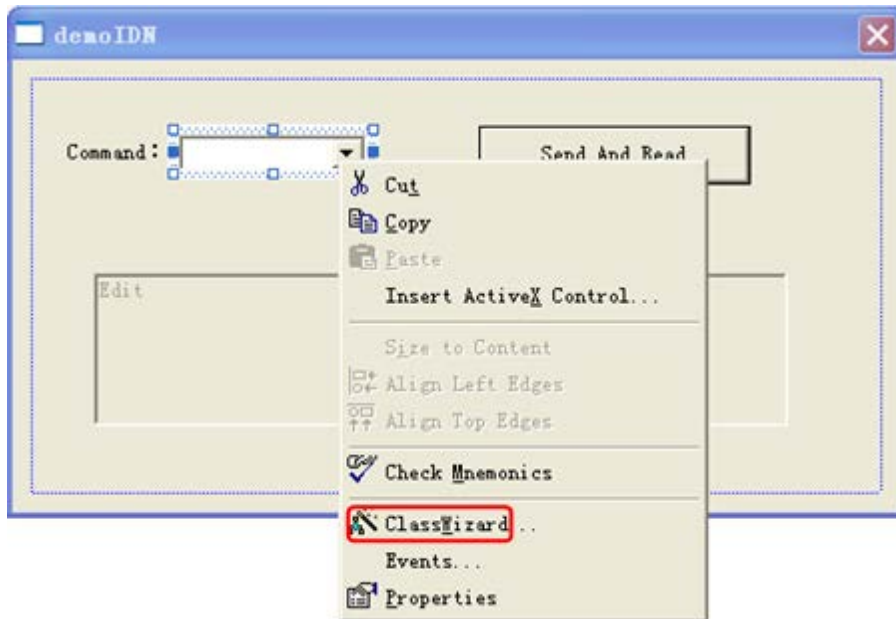 demoIDN
Command:
Send And Read
Edit
Cut
Copy
Paste
Insert ActiveX Control...
Size to Content
Align Left Edges
Align Top Edges
Check Mnemonics
ClassWizard...
Events...
Properties